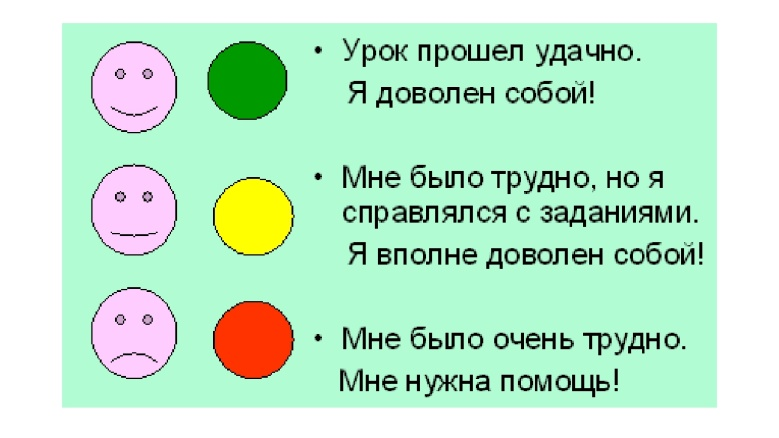 • Урок прошел удачно.
Я доволен собой!
• Мне было трудно, но я
справлялся с заданиями.
Я вполне доволен собой!
• Мне было очень трудно.
Мне нужна помощь!